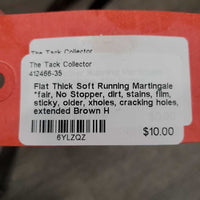 The Tack Collector
The Tack Collector
412466-35
Flat Thick Soft Running Martingale
*fair, No Stopper, dirt, stains, film,
sticky, older, xholes, cracking holes,
extended Brown H
$10.00
6YLZQZ